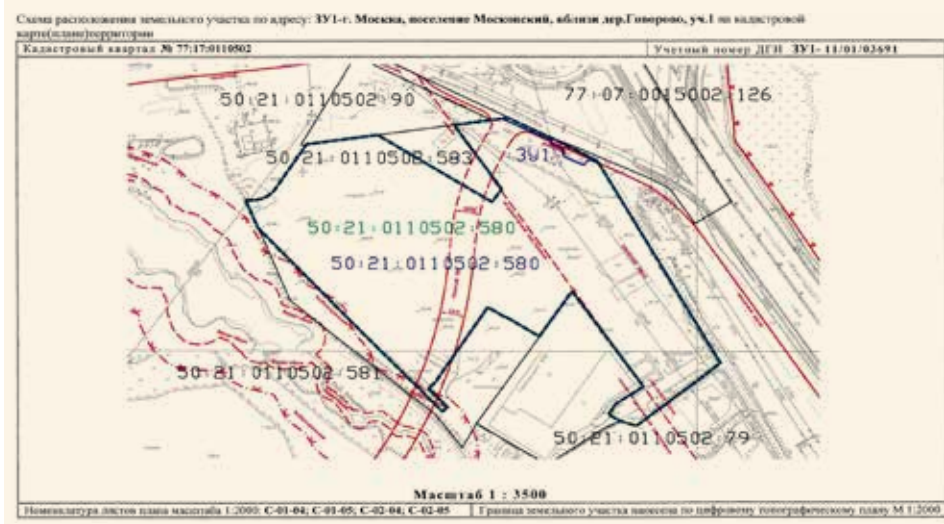 Схема расположения земельного участка по адресу: ЗУ1-г. Москва, поселение Московский, вблизи дер.Говорово, уч.1 на кадастровой
карте(плане)территории
Кадастровый квартал № 77:17:0110502
Учетный номер ДГИ ЗУ1- 11/01/03691
50:21:0110502:90
77:07:0015002:126
50:21:0110502:583
:ЗУ1
50:21:0110502:580
50:21:0110502:580
50:21:0110502:581
50:21:0110502:79
Масштаб 1 : 3500
Номенклатура листов плана масштаба 1:2000: С-01-04; С-01-05; С-02-04; С-02-05
Граница земельного участка нанесена по цифровому топографическому плану М 1:2000